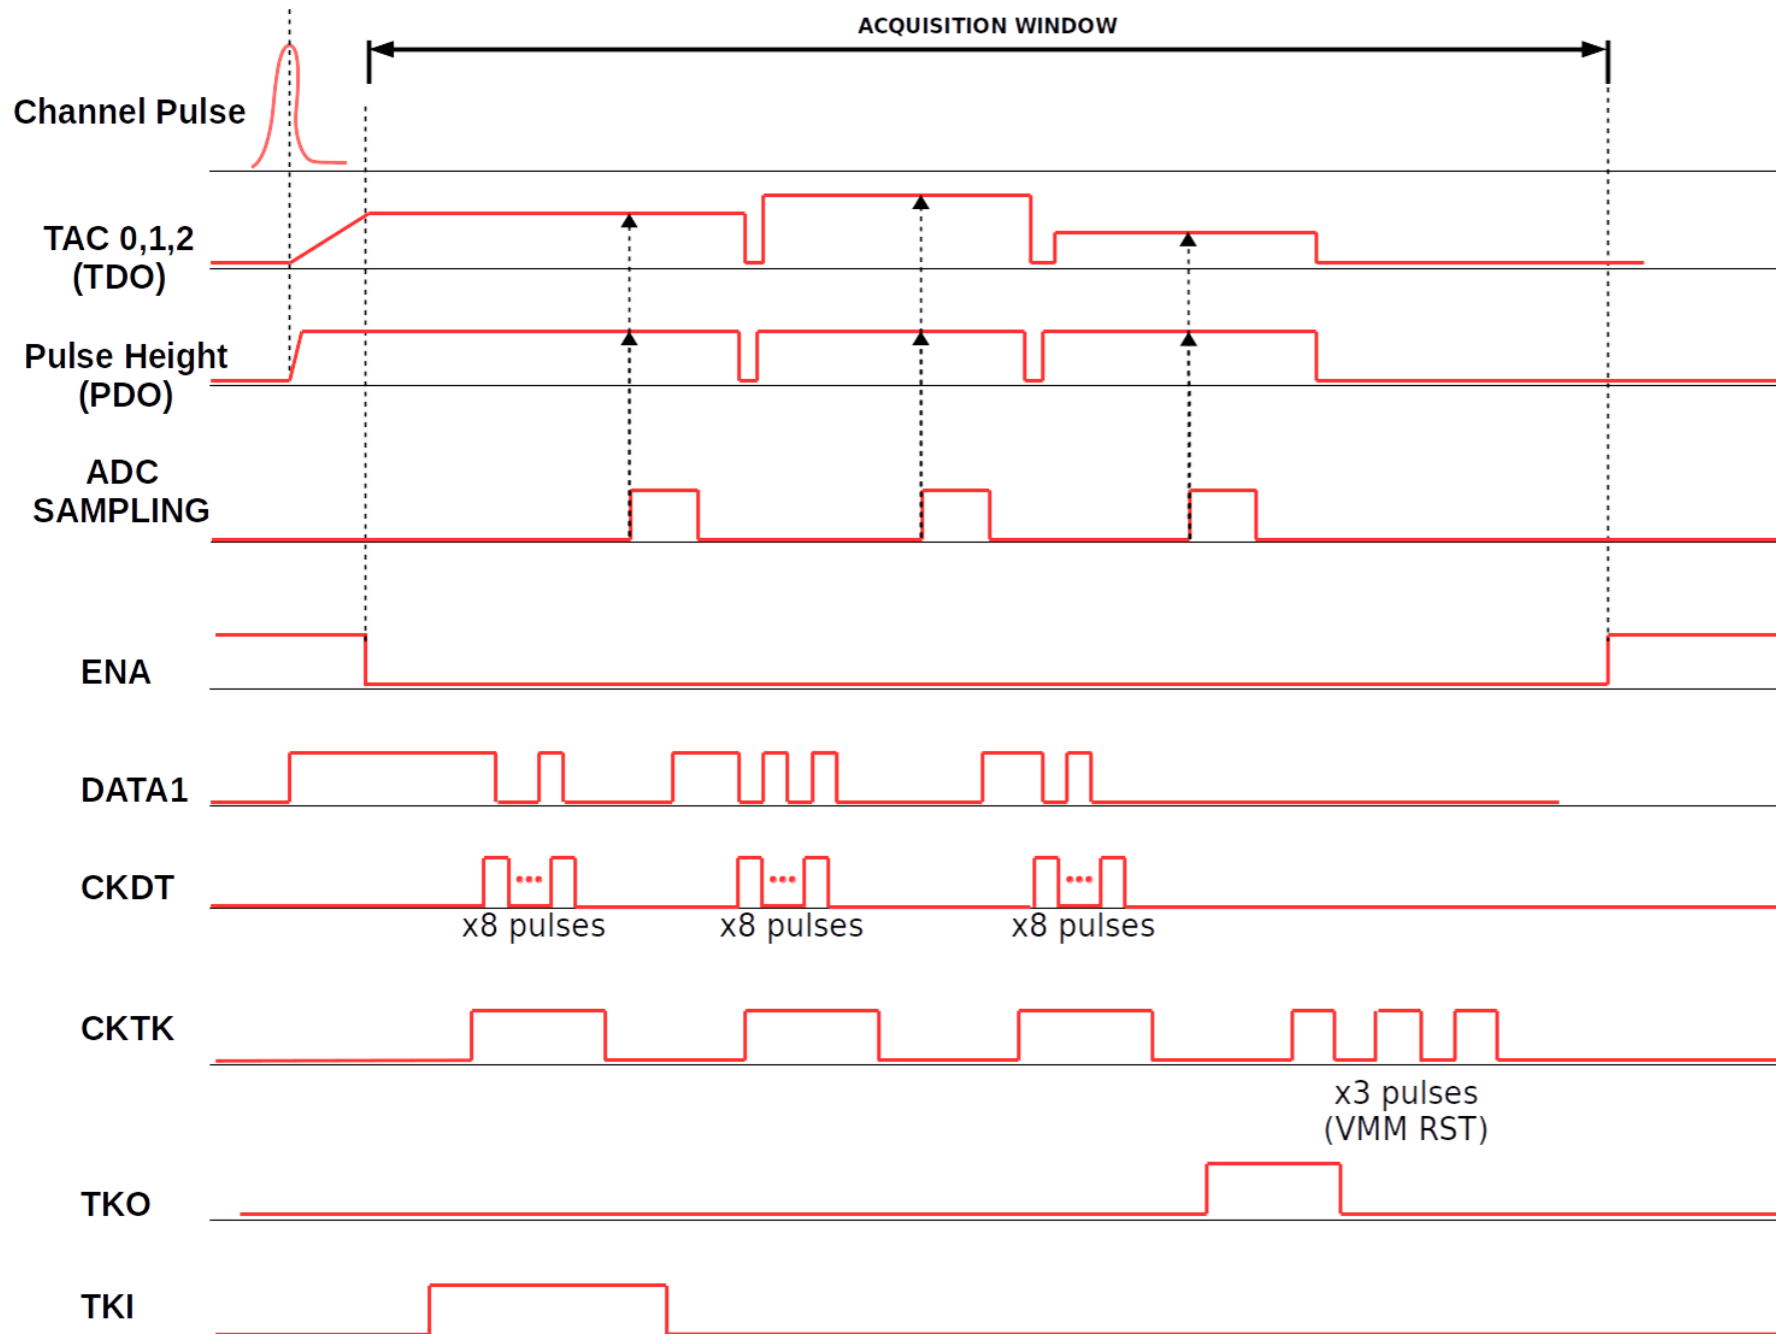 ACQUISITION WINDOW
Channel Pulse
TAC 0,1,2
(TDO)
Pulse Height
(PDO)
ADC
SAMPLING
ENA
DATA1
CKDT
x8 pulses
x8 pulses
x8 pulses
CKTK
x3 pulses
(VMM RST)
TKO
TKI